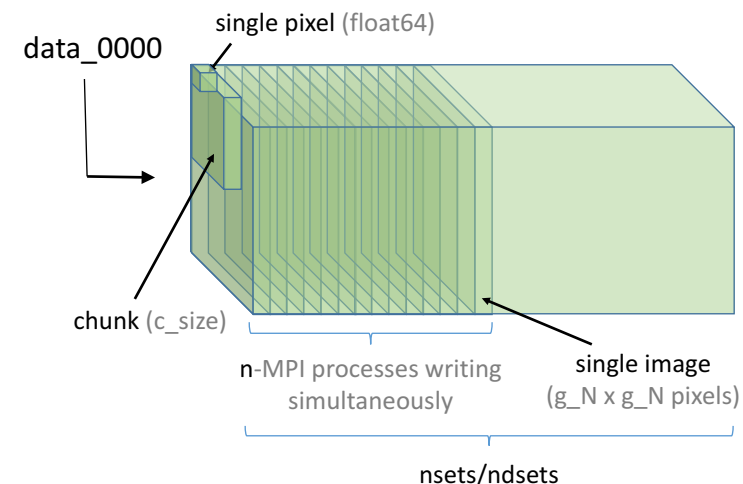 single pixel (float64)
data_0000
chunk (c_size)
n-MPI processes writing
simultaneously
single image
(g_N x g_N pixels)
nsets/ndsets